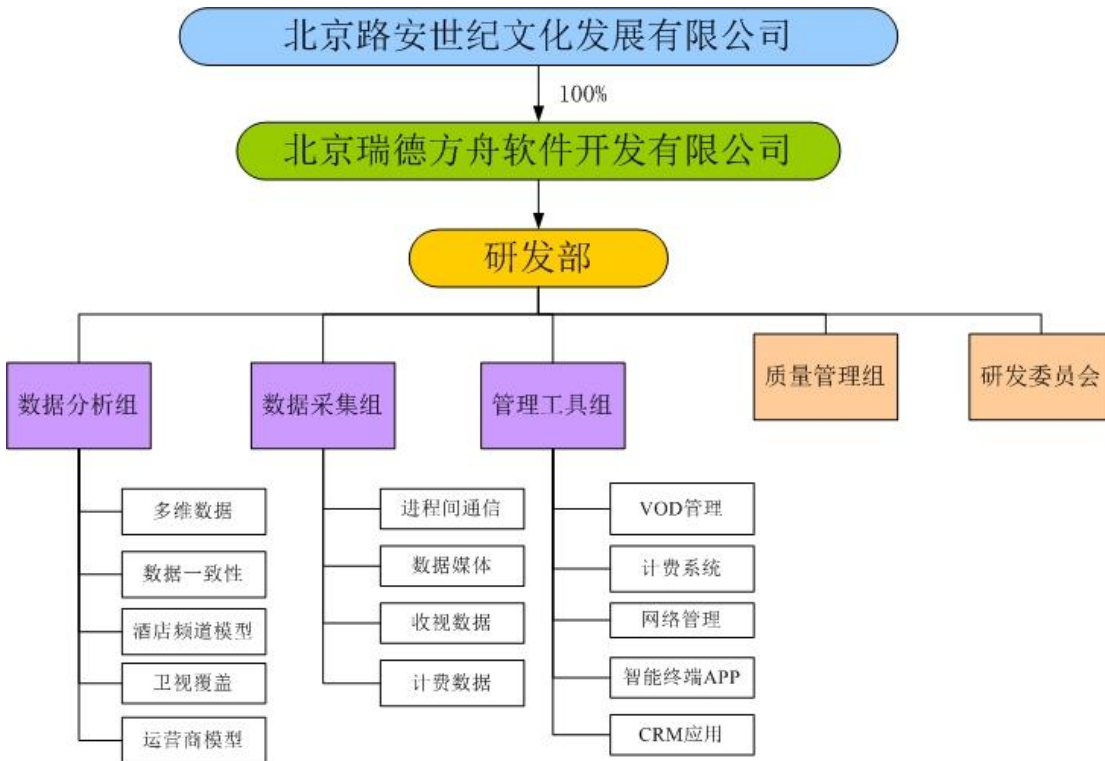 北京路安世纪文化发展有限公司
100%
北京瑞德方舟软件开发有限公司
研发部
数据分析组
数据采集组
管理工具组
质量管理组
研发委员会
多维数据
数据一致性
酒店频道模型
卫视覆盖
运营商模型
进程间通信
数据媒体
收视数据
计费数据
VOD管理
计费系统
网络管理
智能终端APP
CRM应用